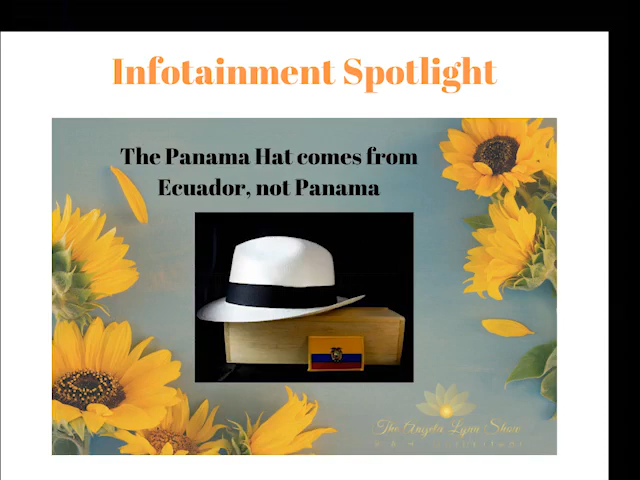 Infotainment Spotlight
The Panama Hat comes from
Ecuador, not Panama
The Angela Lynn Show